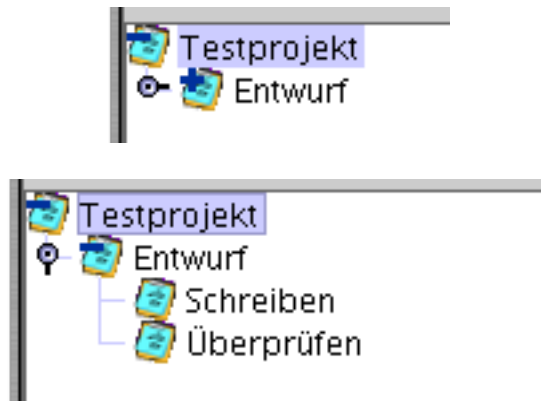 Testprojekt
Entwurf
Testprojekt
Entwurf
Schreiben
Überprüfen